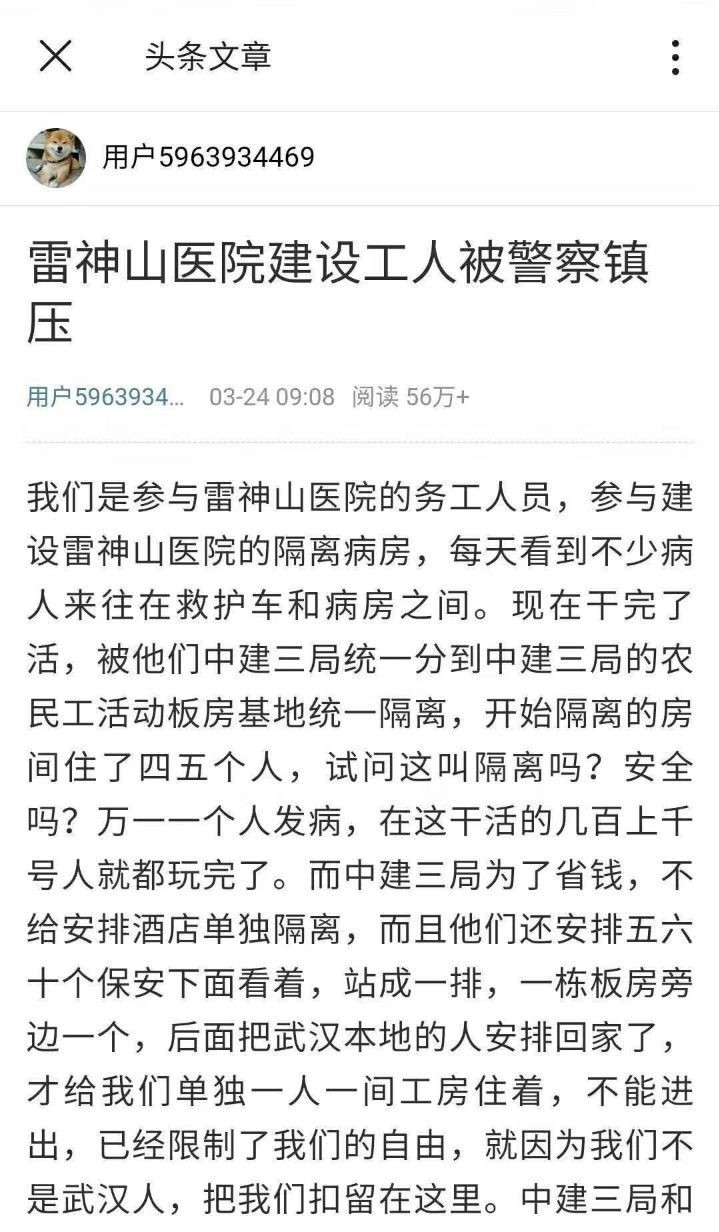 头条文章
用户5963934469
雷神山医院建设工人被警察镇
压
用户5963934... 03-24 09:08 阅读 56万+
我们是参与雷神山医院的务工人员，参与建
设雷神山医院的隔离病房，每天看到不少病
人来往在救护车和病房之间。现在干完了
活，被他们中建三局统一分到中建三局的农
民工活动板房基地统一隔离，开始隔离的房
间住了四五个人，试问这叫隔离吗？安全
吗？万一一个人发病，在这干活的几百上千
号人就都玩完了。而中建三局为了省钱，不
给安排酒店单独隔离，而且他们还安排五六
十个保安下面看着，站成一排，一栋板房旁
边一个，后面把武汉本地的人安排回家了，
才给我们单独一人一间工房住着，不能进
出，已经限制了我们的自由，就因为我们不
是武汉人，把我们扣留在这里。中建三局和